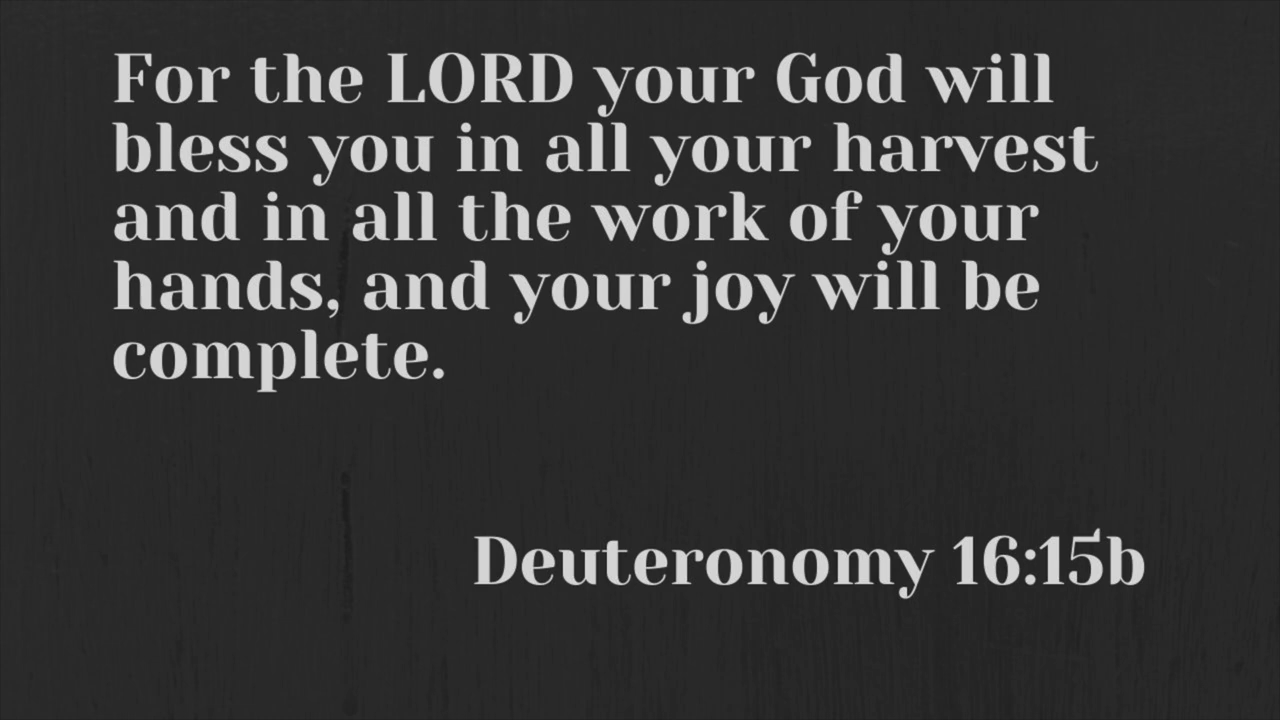 For the LORD your God will
bless you in all your harvest
and in all the work of your
hands, and your joy will be
complete.
Deuteronomy 16:15b